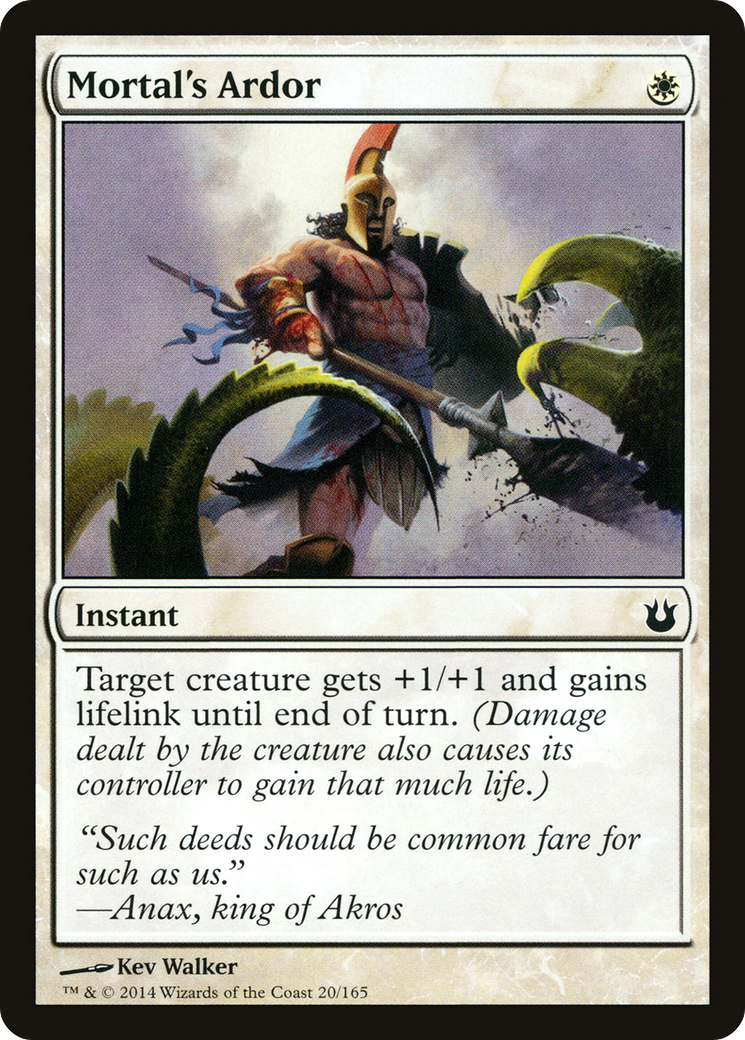 Mortal's Ardor
Instant
Target creature gets +1/+1 and gains
lifelink until end of turn. (Damage
dealt by the creature also causes its
controller to gain that much life.)
“Such deeds should be common fare for
such as us.”
—Anax, king of Akros
Kev Walker
™ & © 2014 Wizards of the Coast 20/165